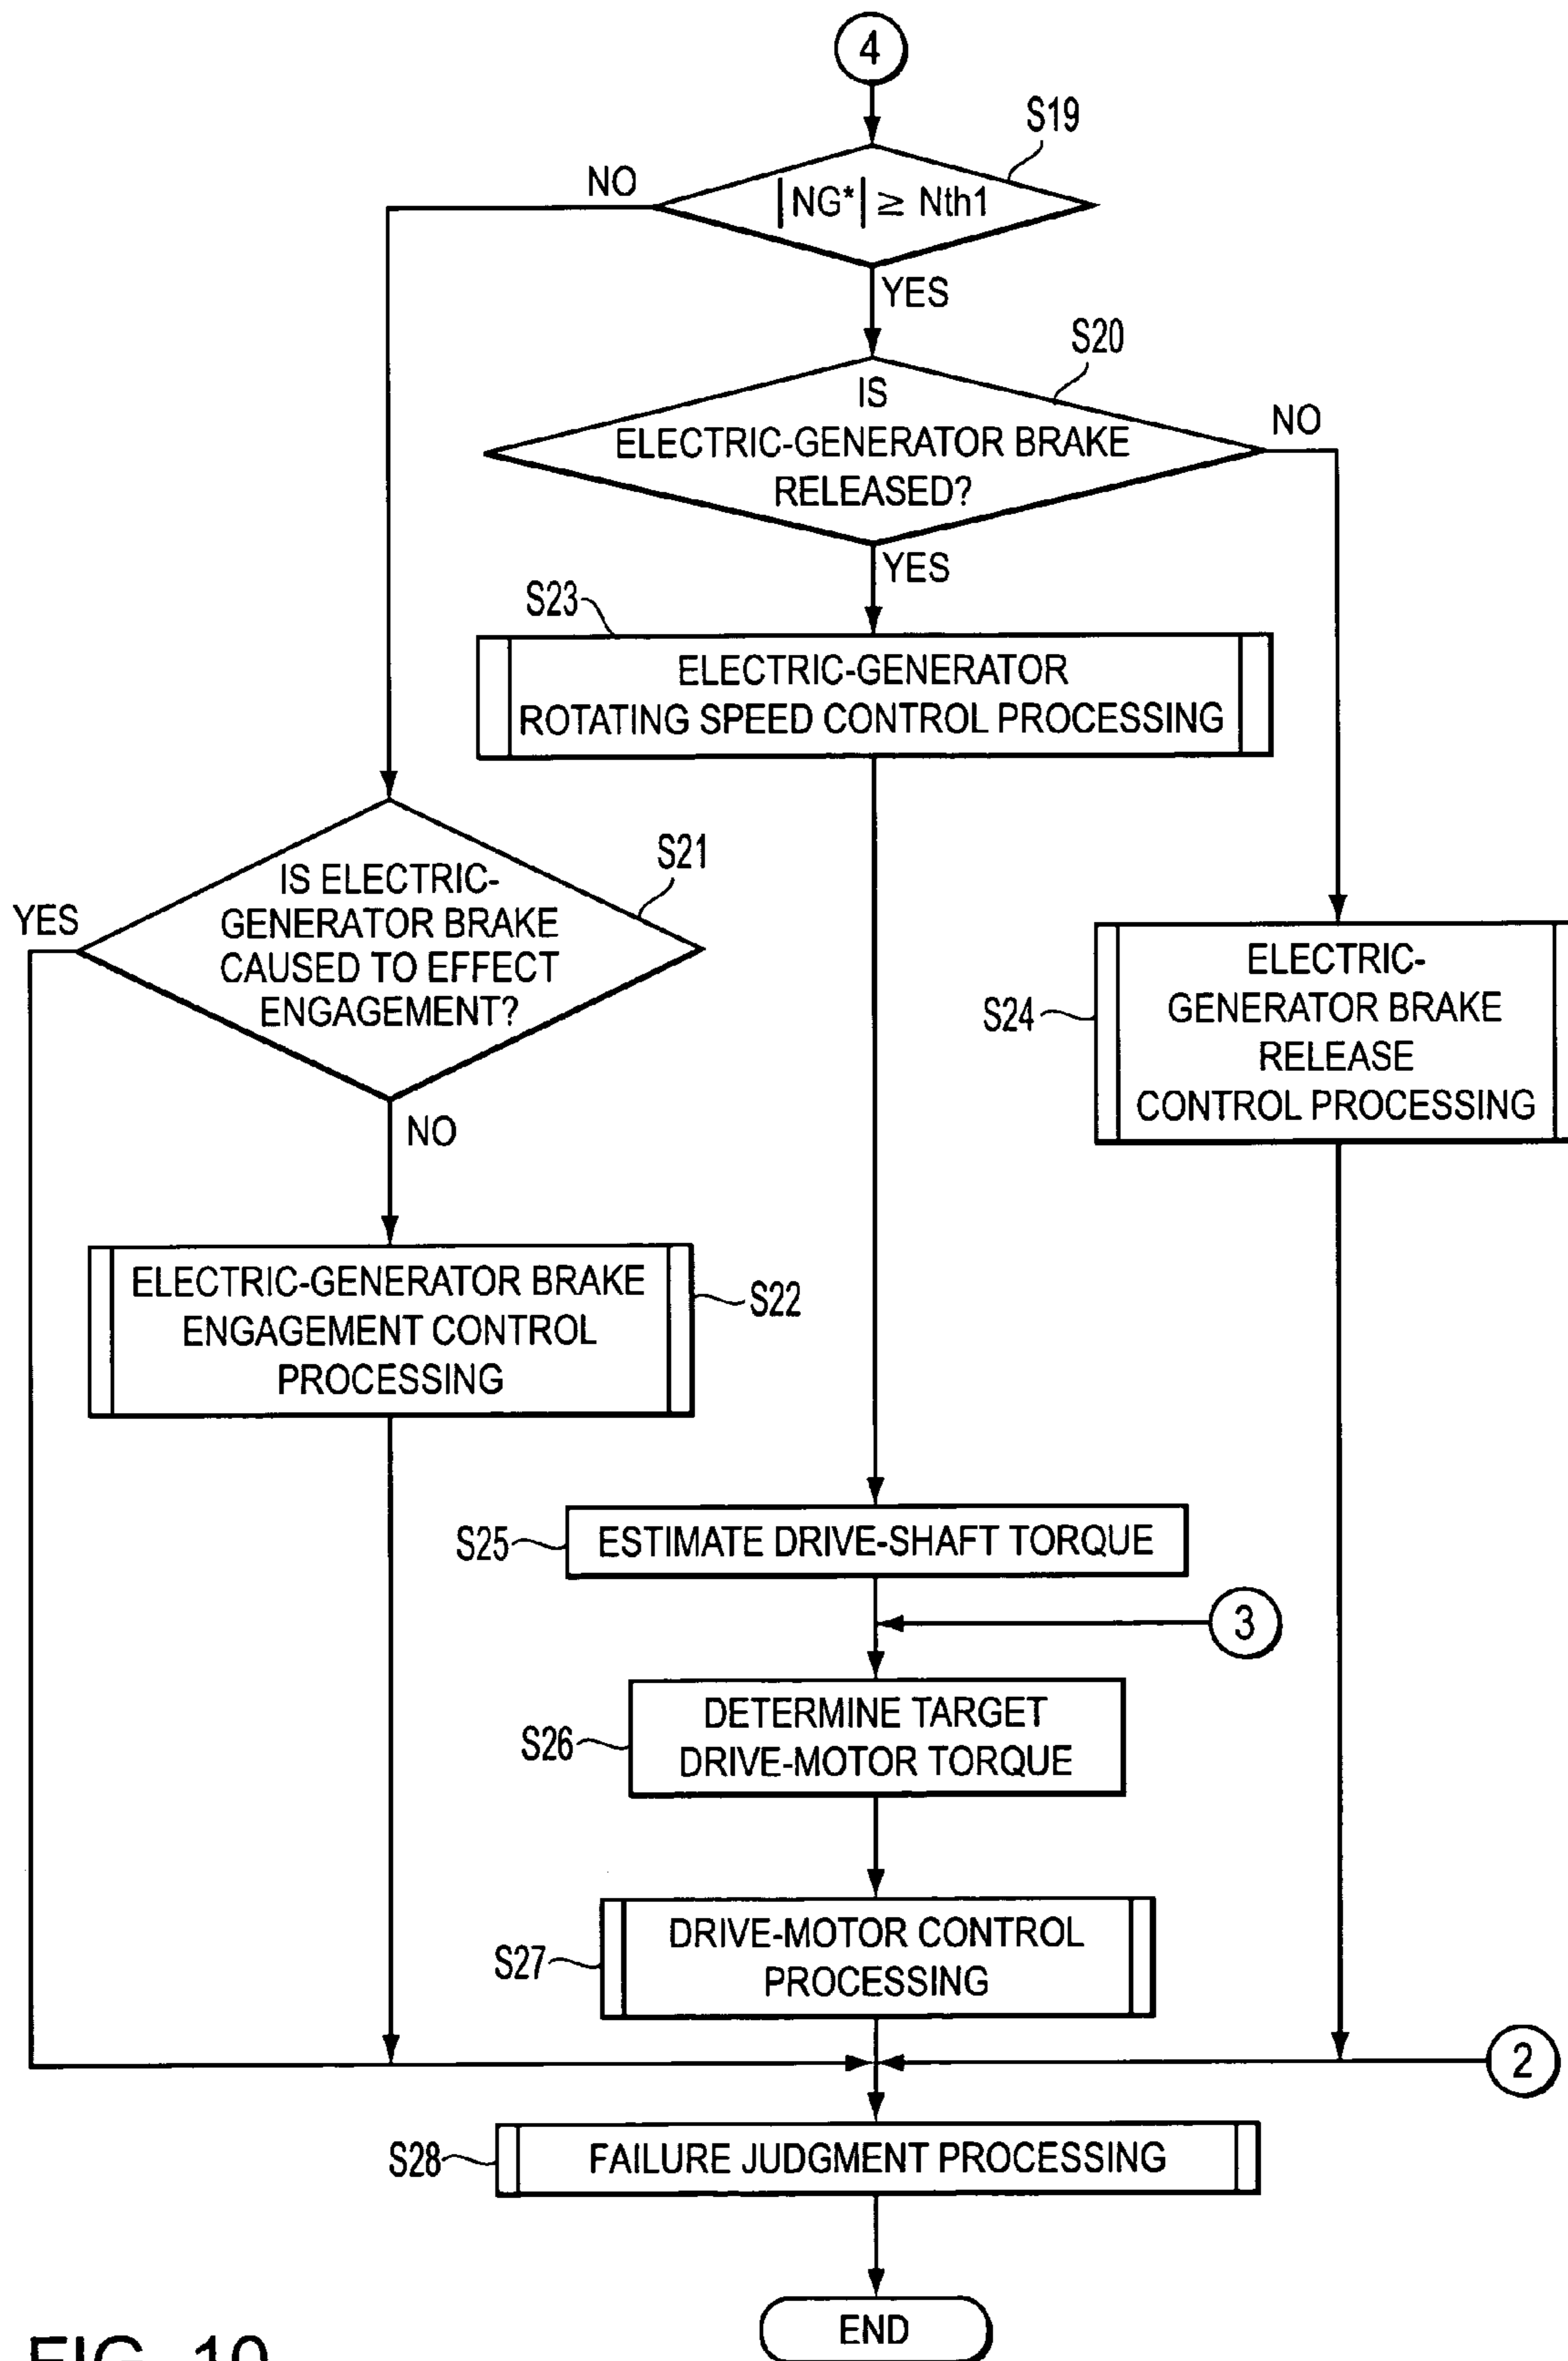 4
S19
NO
|NG*| ≥ Nth1
YES
S20
IS
ELECTRIC-GENERATOR BRAKE
RELEASED?
NO
YES
S23
ELECTRIC-GENERATOR
ROTATING SPEED CONTROL PROCESSING
S21
YES
IS ELECTRIC-
GENERATOR BRAKE
CAUSED TO EFFECT
ENGAGEMENT?
NO
S24
ELECTRIC-
GENERATOR BRAKE
RELEASE
CONTROL PROCESSING
ELECTRIC-GENERATOR BRAKE
ENGAGEMENT CONTROL
PROCESSING
S22
S25
ESTIMATE DRIVE-SHAFT TORQUE
3
S26
DETERMINE TARGET
DRIVE-MOTOR TORQUE
S27
DRIVE-MOTOR CONTROL
PROCESSING
2
S28
FAILURE JUDGMENT PROCESSING
END
FIG. 10